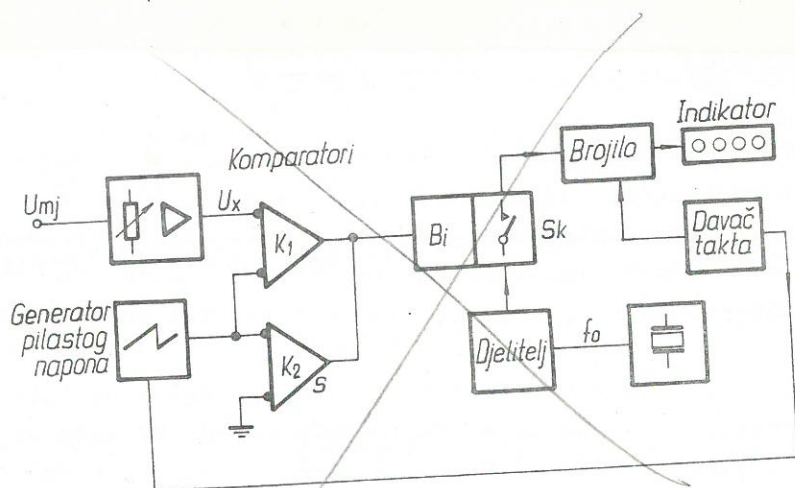 Indikator
Komparatori
Brojilo
Umj
Ux
K1
Bi
Sk
Davač
takta
Generator
pilastog
napona
K2
S
Djelitelj
fo